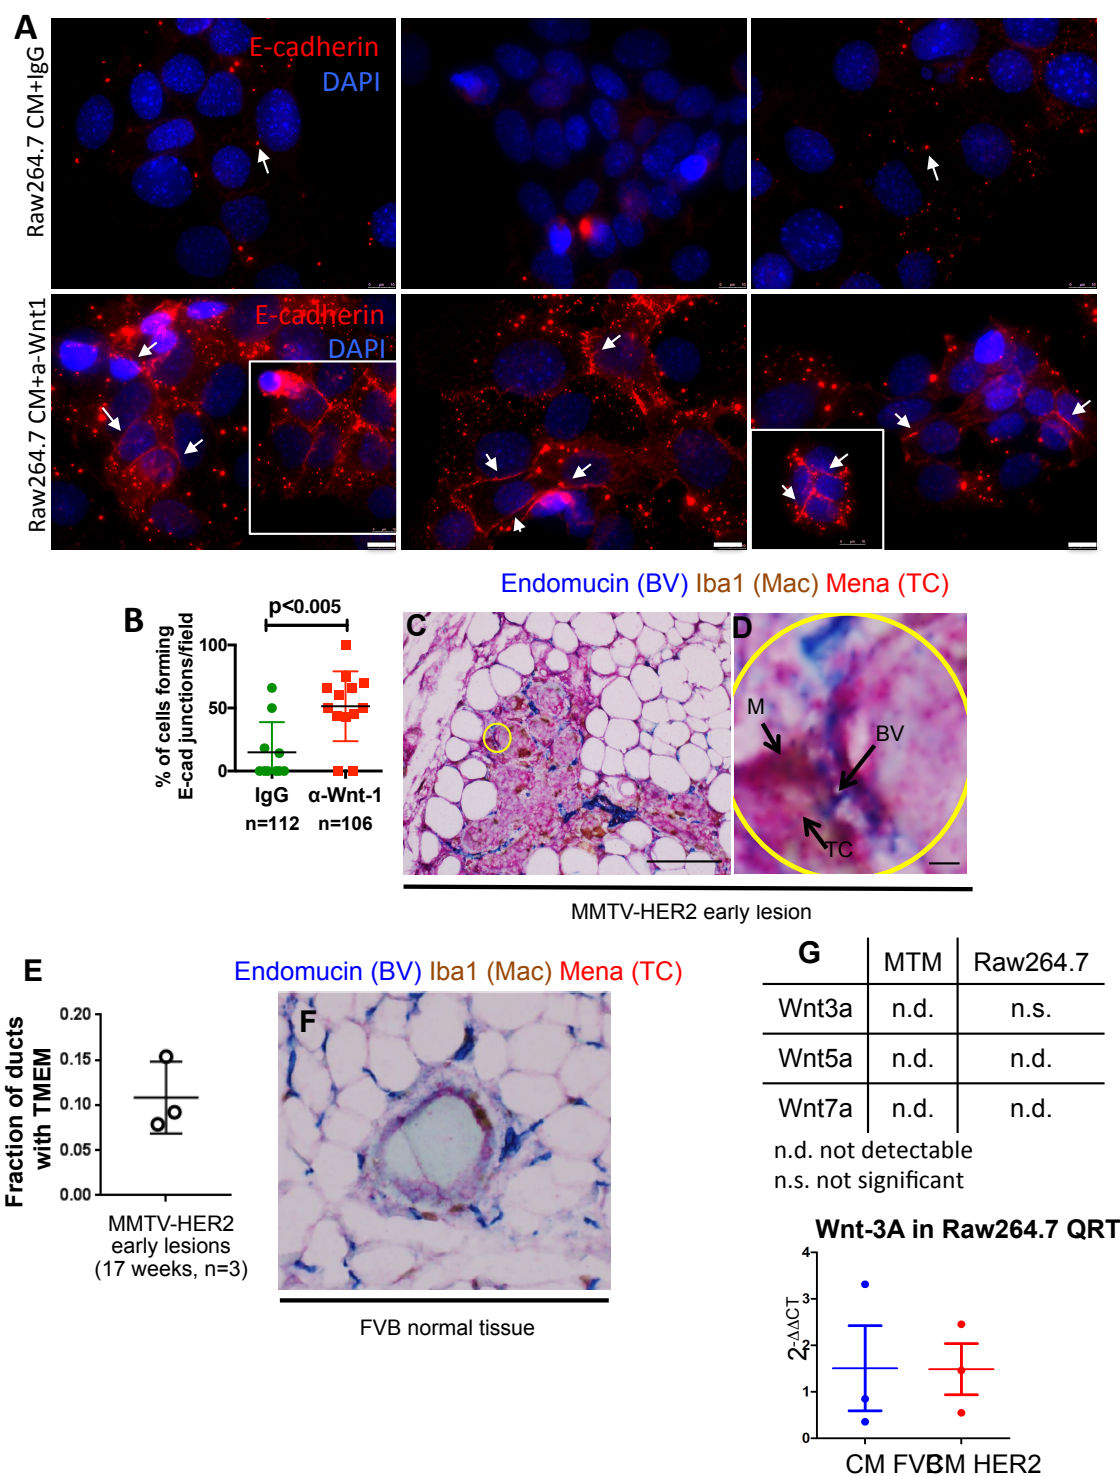 A
Raw264.7 CM+IgG
E-cadherin
DAPI
Raw264.7 CM+a-Wnt1
E-cadherin
DAPI
Endomucin (BV) Iba1 (Mac) Mena (TC)
B
p<0.005
% of cells forming
E-cad junctions/field
100
50
0
IgG
α-Wnt-1
n=112
n=106
C
D
M
BV
TC
MMTV-HER2 early lesion
E
Endomucin (BV) Iba1 (Mac) Mena (TC)
Fraction of ducts
with TMEM
0.20
0.15
0.10
0.05
0.00
MMTV-HER2
early lesions
(17 weeks, n=3)
F
FVB normal tissue
G
MTM Raw264.7
Wnt3a n.d. n.s.
Wnt5a n.d. n.d.
Wnt7a n.d. n.d.
n.d. not detectable
n.s. not significant
Wnt-3A in Raw264.7 QRT
2-ΔΔCT
4
3
2
1
0
CM FVB
CM HER2